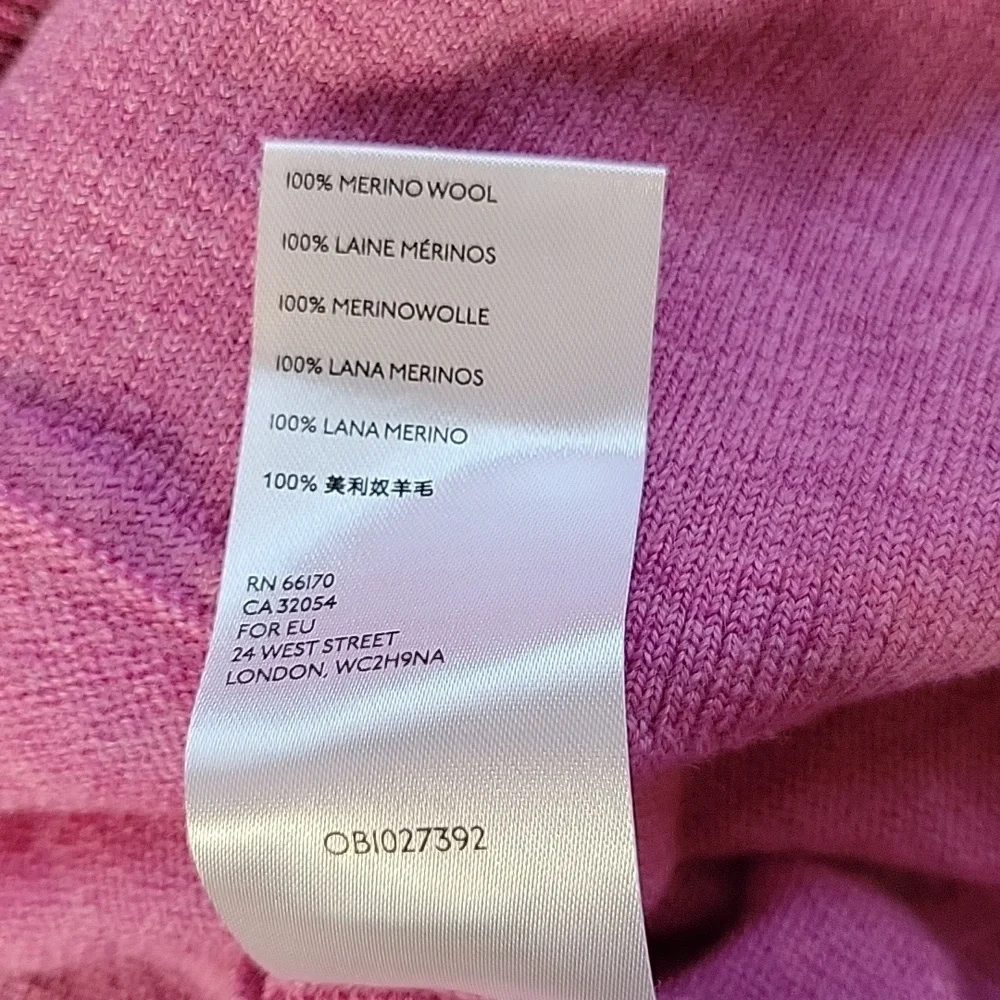 100% MERINO WOOL
100% LAINE MÉRINOS
100% MERINOWOLLE
100% LANA MERINOS
100% LANA MERINO
100% 美利奴羊毛
RN 66170
CA 32054
FOR EU
24 WEST STREET
LONDON, WC2H9NA
OB1027392